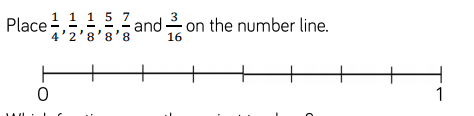 Place 1/4, 1/2, 1/8, 5/8, 7/8, and 3/16 on the number line.
0 1